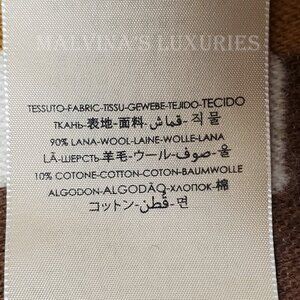 MALVINA'S LUXURIES
TESSUTO-FABRIC-TISSU-GEWEBE-TEJIDO-TECIDO
ТКАНЬ-表地-面料-قماش-직물
90% LANA-WOOL-LAINE-WOLLE-LANA
LÃ-ШЕРСТЬ-羊毛-ウール-صوف-울
10% COTONE-COTTON-COTON-BAUMWOLLE
ALGODON-ALGODÃO-ХЛОПОК-棉
コットン-قطن-면